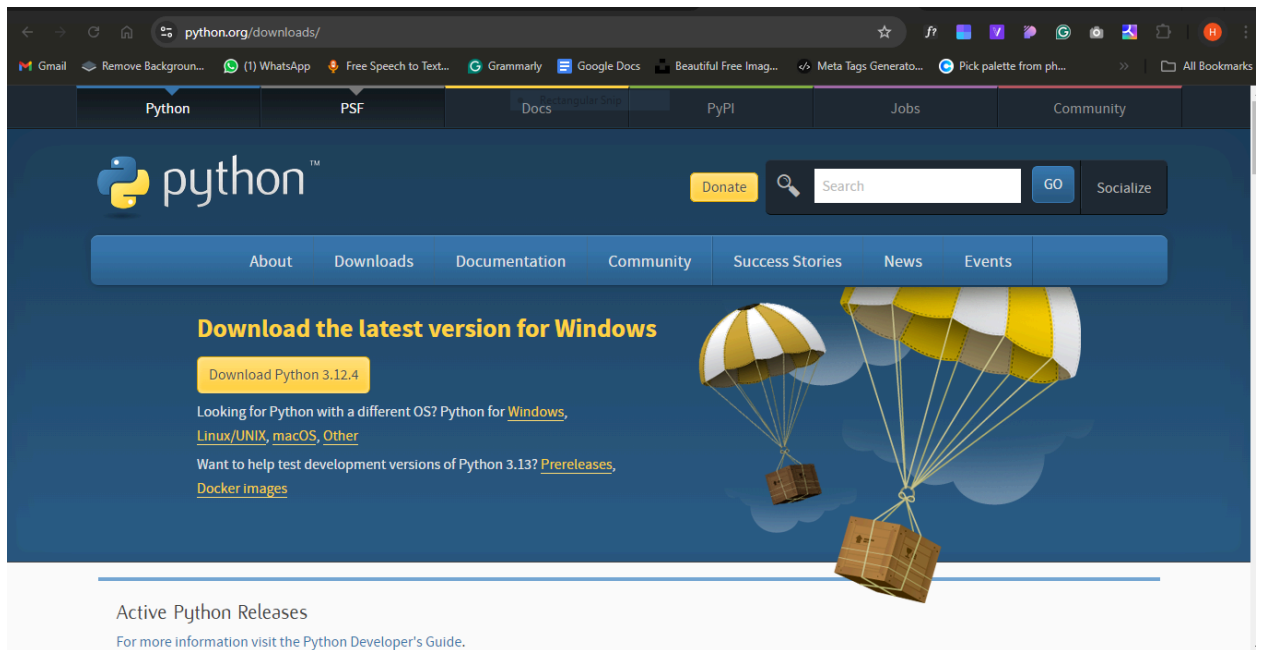 python.org/downloads/
f?
H
Gmail
Remove Backgroun...
(1) WhatsApp
Free Speech to Text...
Grammarly
Google Docs
Beautiful Free Imag...
Meta Tags Generato...
Pick palette from ph...
»
All Bookmarks
Rectangular Snip
Python
PSF
Docs
PyPI
Jobs
Community
python™
Donate
Search
GO
Socialize
About
Downloads
Documentation
Community
Success Stories
News
Events
Download the latest version for Windows
Download Python 3.12.4
Looking for Python with a different OS? Python for Windows,
Linux/UNIX, macOS, Other
Want to help test development versions of Python 3.13? Prereleases,
Docker images
Active Python Releases
For more information visit the Python Developer's Guide.